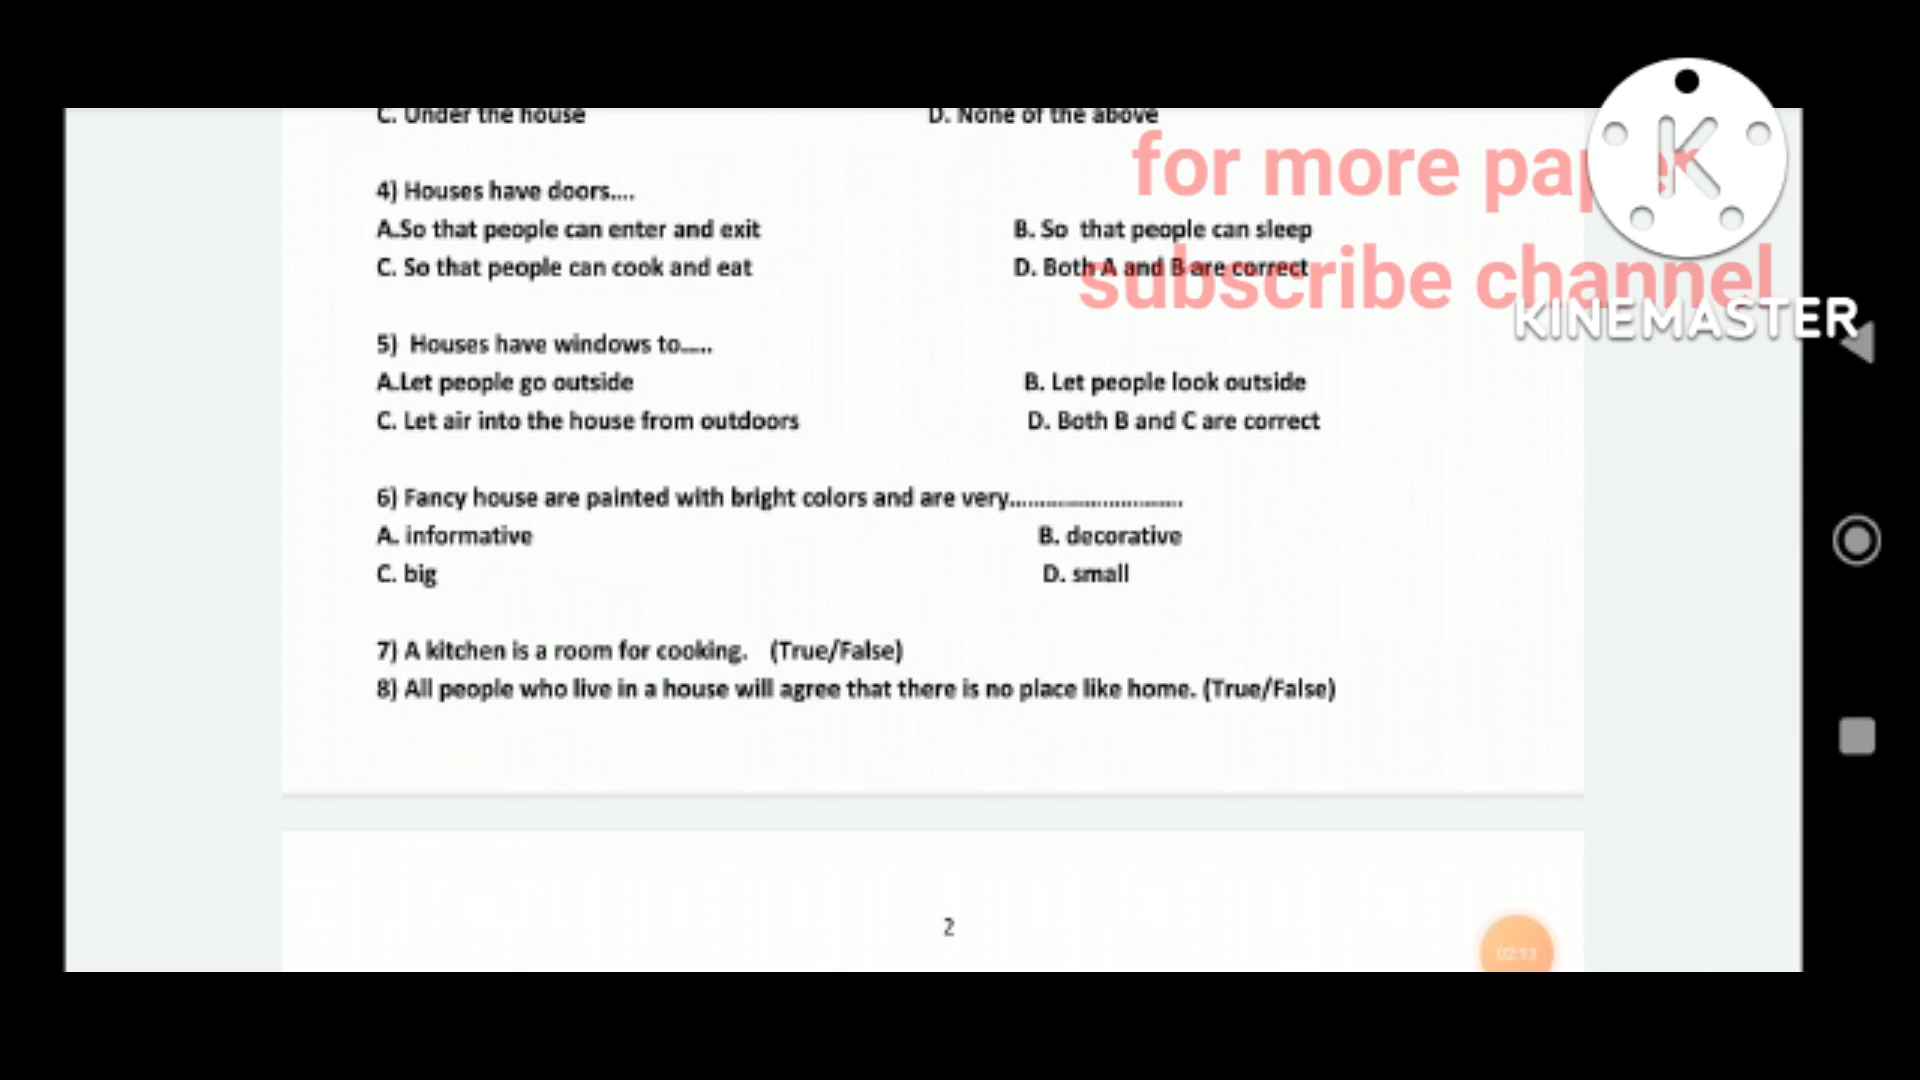 C. Under the house D. None of the above
for more paper
4) Houses have doors....
A.So that people can enter and exit B. So that people can sleep
C. So that people can cook and eat D. Both A and B are correct
subscribe channel
KINEMASTER
5) Houses have windows to.....
A.Let people go outside B. Let people look outside
C. Let air into the house from outdoors D. Both B and C are correct
6) Fancy house are painted with bright colors and are very.............................
A. informative B. decorative
C. big D. small
7) A kitchen is a room for cooking. (True/False)
8) All people who live in a house will agree that there is no place like home. (True/False)
2
02:13